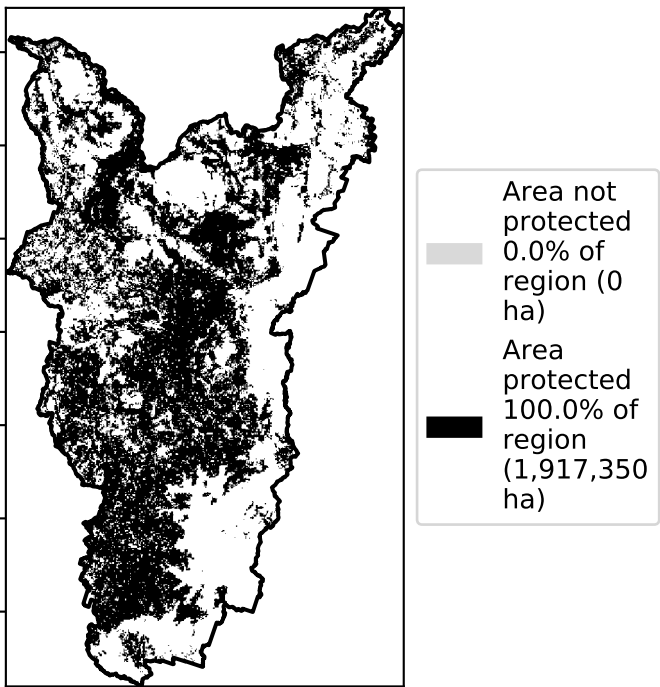 Area not
protected
0.0% of
region (0
ha)
Area
protected
100.0% of
region
(1,917,350
ha)